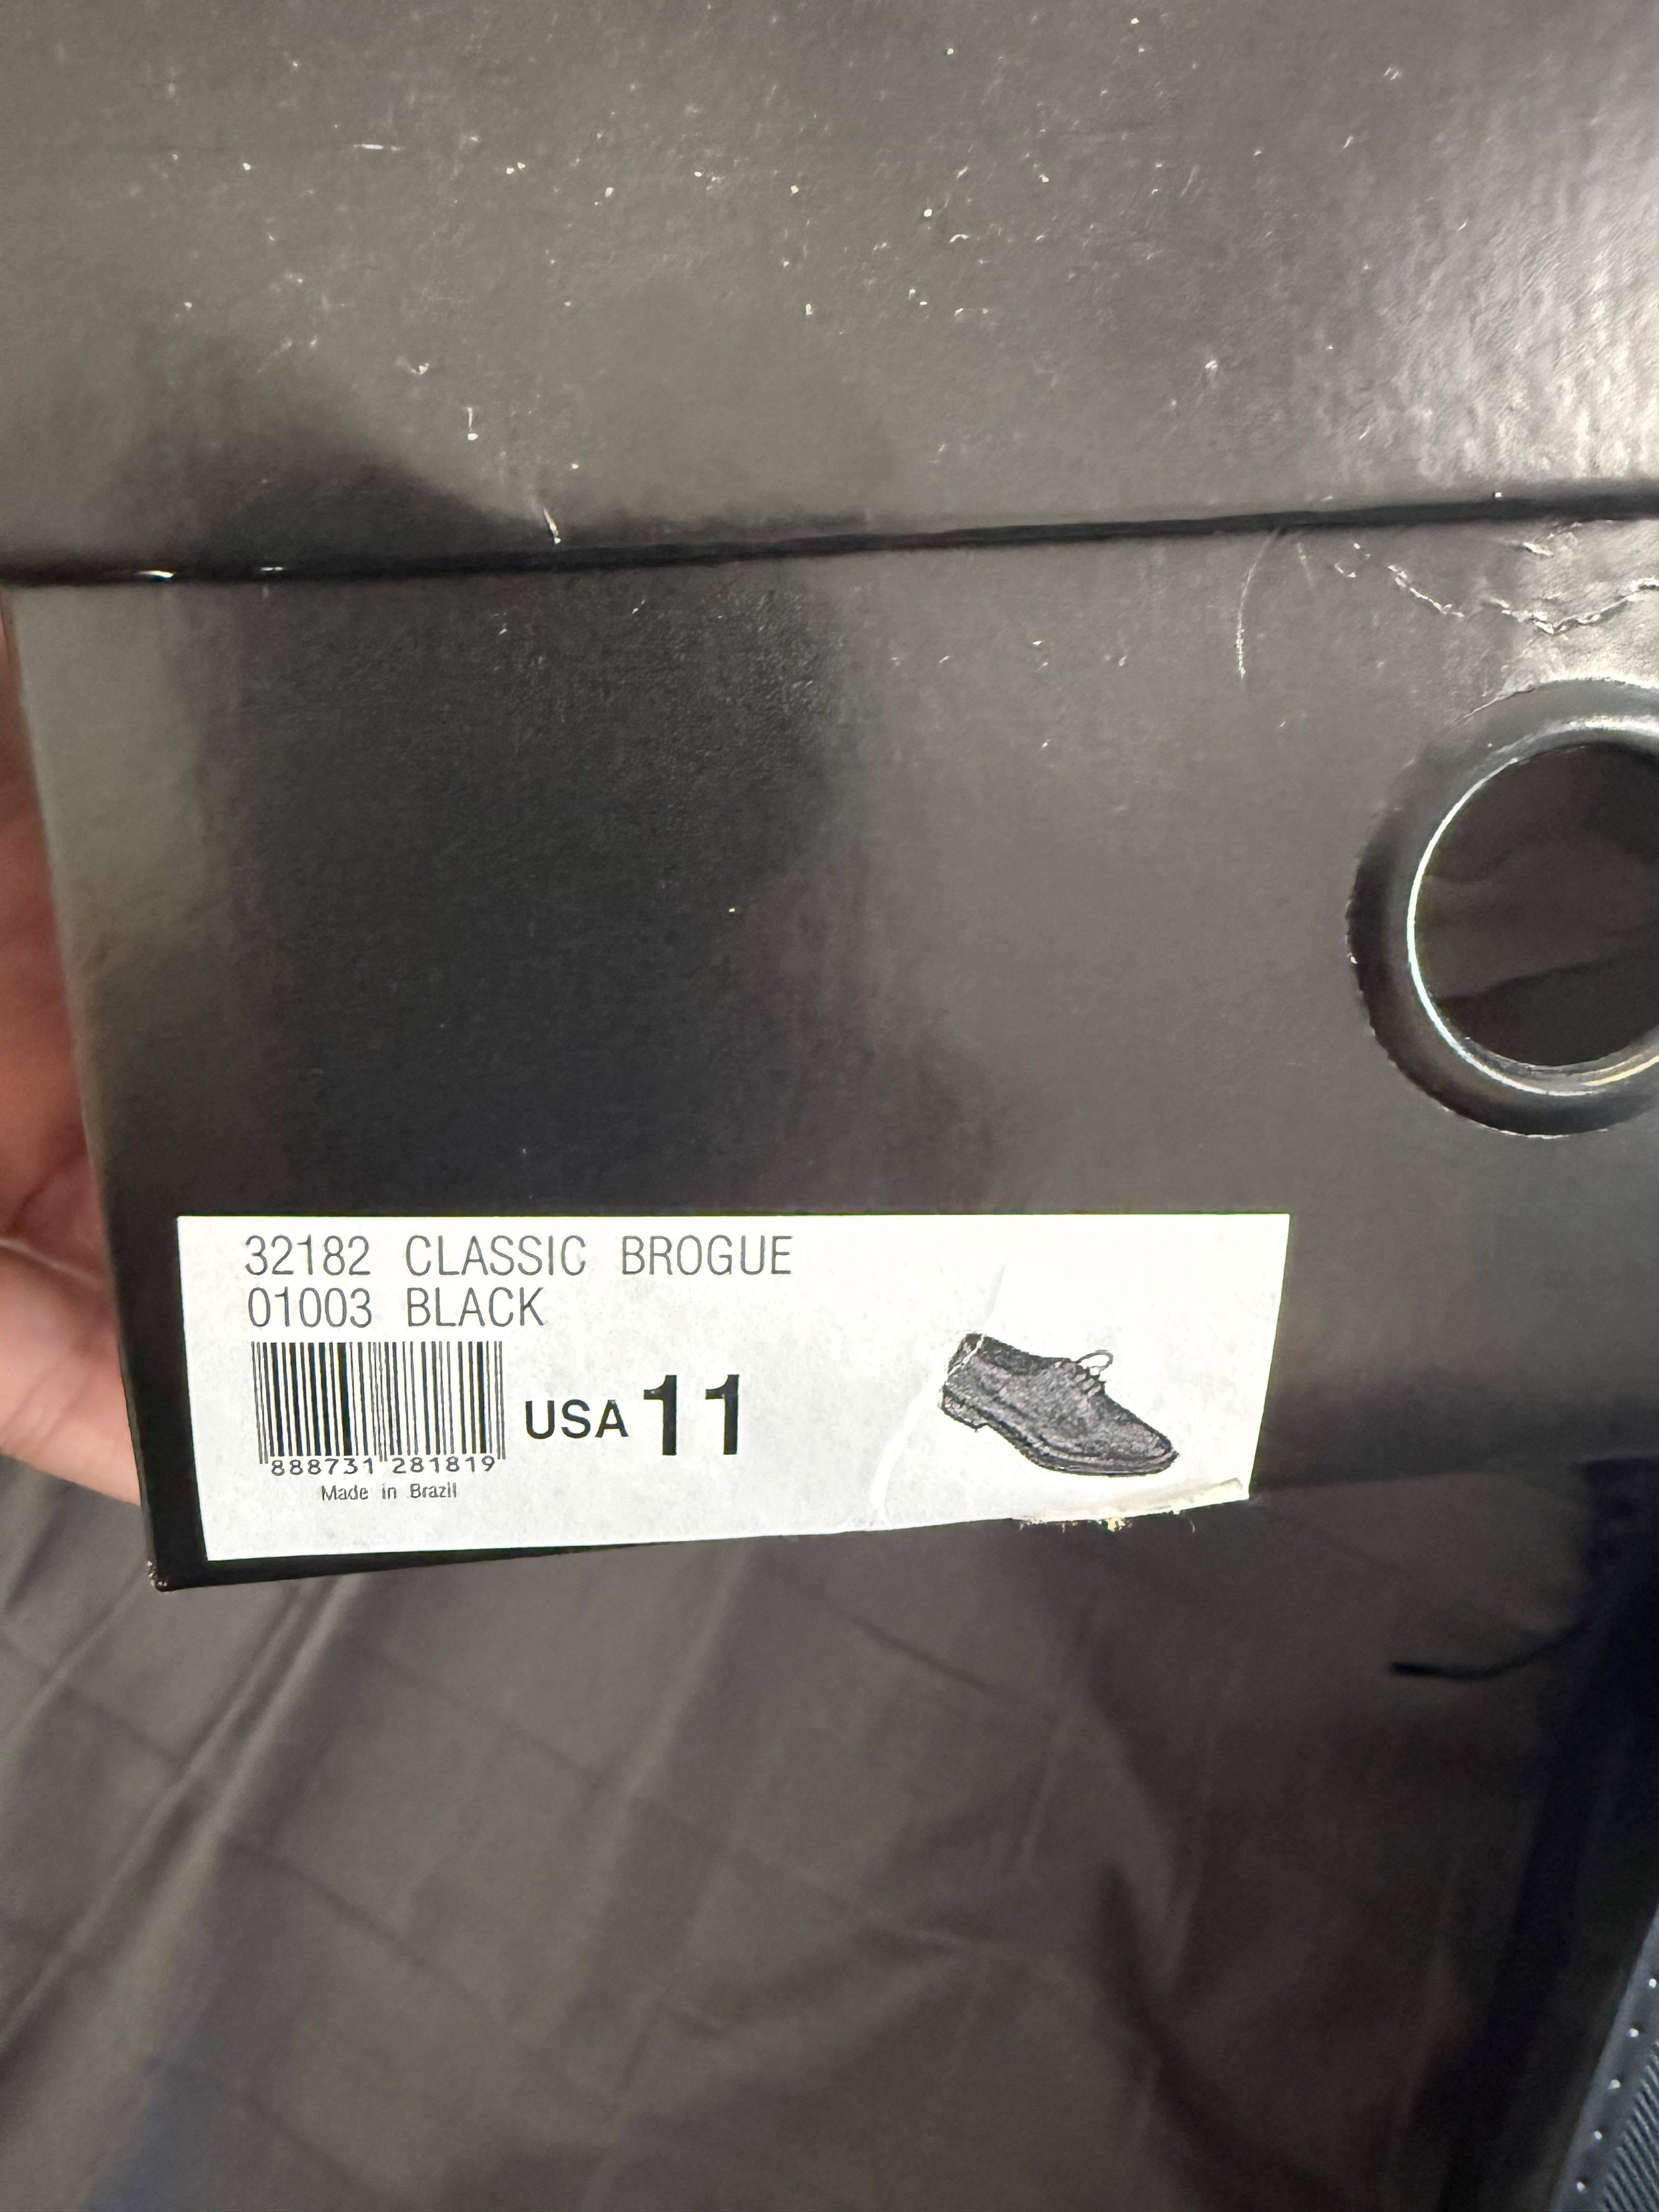 32182 CLASSIC BROGUE
01003 BLACK
USA 11
888731 281819
Made in Brazil